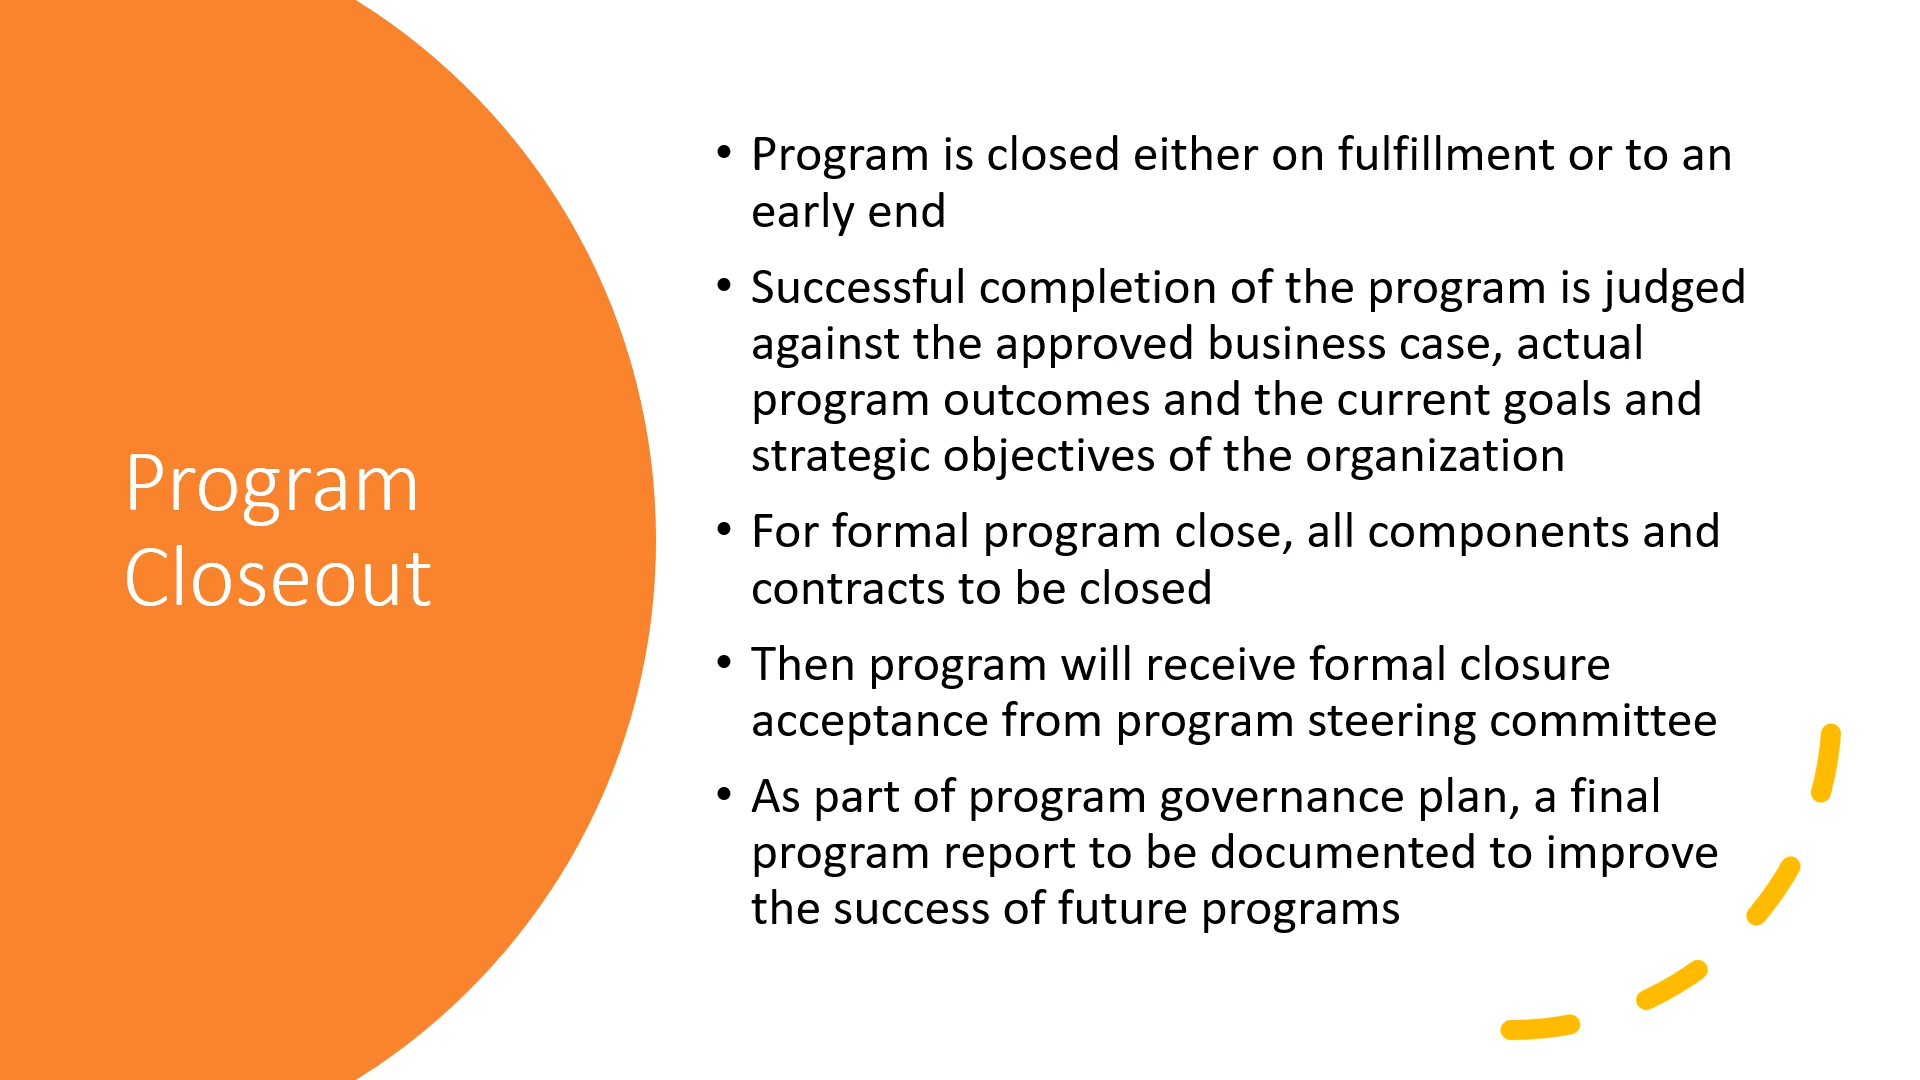 Program
Closeout
• Program is closed either on fulfillment or to an
early end
• Successful completion of the program is judged
against the approved business case, actual
program outcomes and the current goals and
strategic objectives of the organization
• For formal program close, all components and
contracts to be closed
• Then program will receive formal closure
acceptance from program steering committee
• As part of program governance plan, a final
program report to be documented to improve
the success of future programs